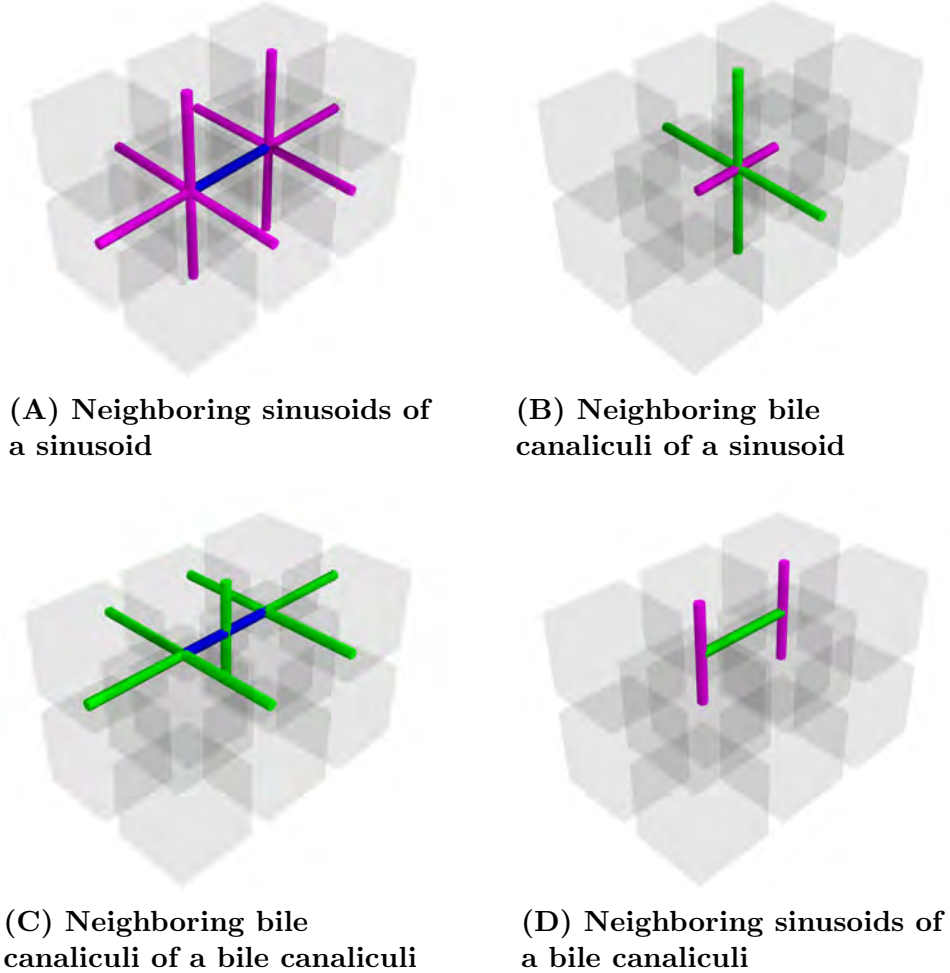 (A) Neighboring sinusoids of
a sinusoid
(B) Neighboring bile
canaliculi of a sinusoid
(C) Neighboring bile
canaliculi of a bile canaliculi
(D) Neighboring sinusoids of
a bile canaliculi